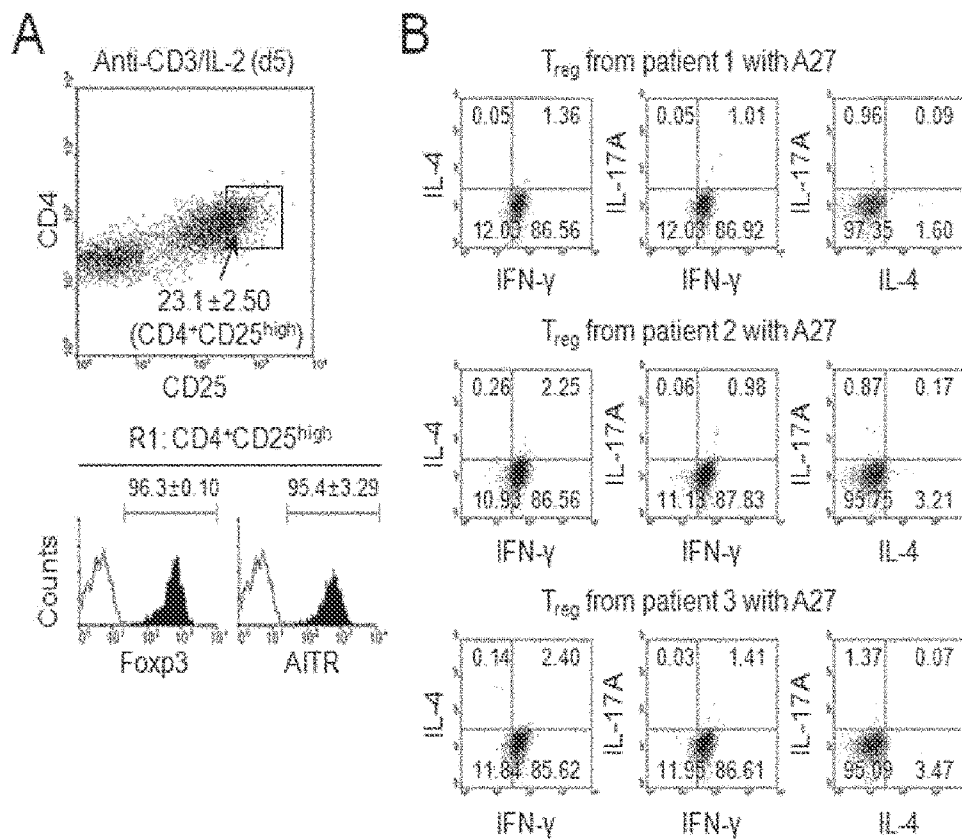 A
Anti-CD3/IL-2 (d5)
CD4
23.1±2.50
(CD4⁺CD25ʰⁱᵍʰ)
CD25
R1: CD4⁺CD25ʰⁱᵍʰ
96.3±0.10 95.4±3.29
Counts
Foxp3 AITR
B
Treg from patient 1 with A27
IL-4 0.05 1.36 12.03 86.56 IFN-γ
IL-17A 0.05 1.01 12.03 86.92 IFN-γ
IL-17A 0.96 0.09 97.35 1.60 IL-4
Treg from patient 2 with A27
IL-4 0.26 2.25 10.93 86.56 IFN-γ
IL-17A 0.06 0.98 11.13 87.83 IFN-γ
IL-17A 0.87 0.17 95.75 3.21 IL-4
Treg from patient 3 with A27
IL-4 0.14 2.40 11.84 85.62 IFN-γ
IL-17A 0.03 1.41 11.95 86.61 IFN-γ
IL-17A 1.37 0.07 95.09 3.47 IL-4